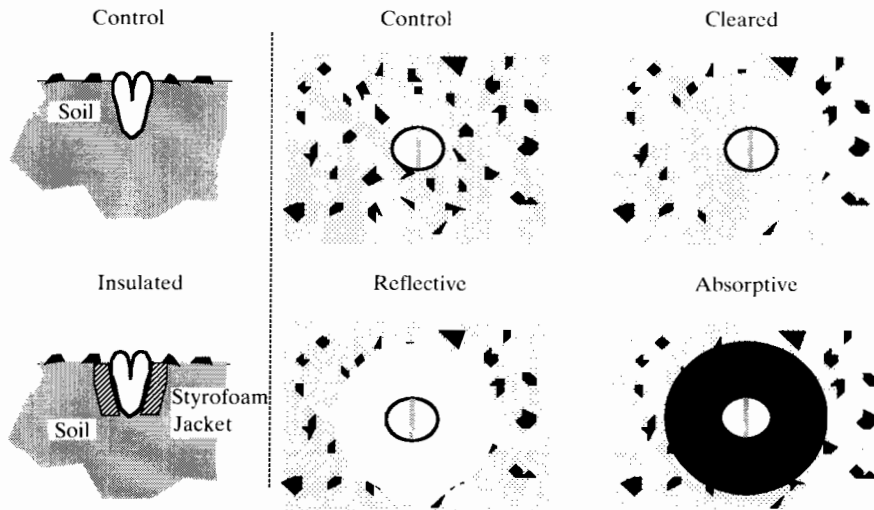 Control
Control
Cleared
Soil
Insulated
Reflective
Absorptive
Styrofoam
Jacket
Soil